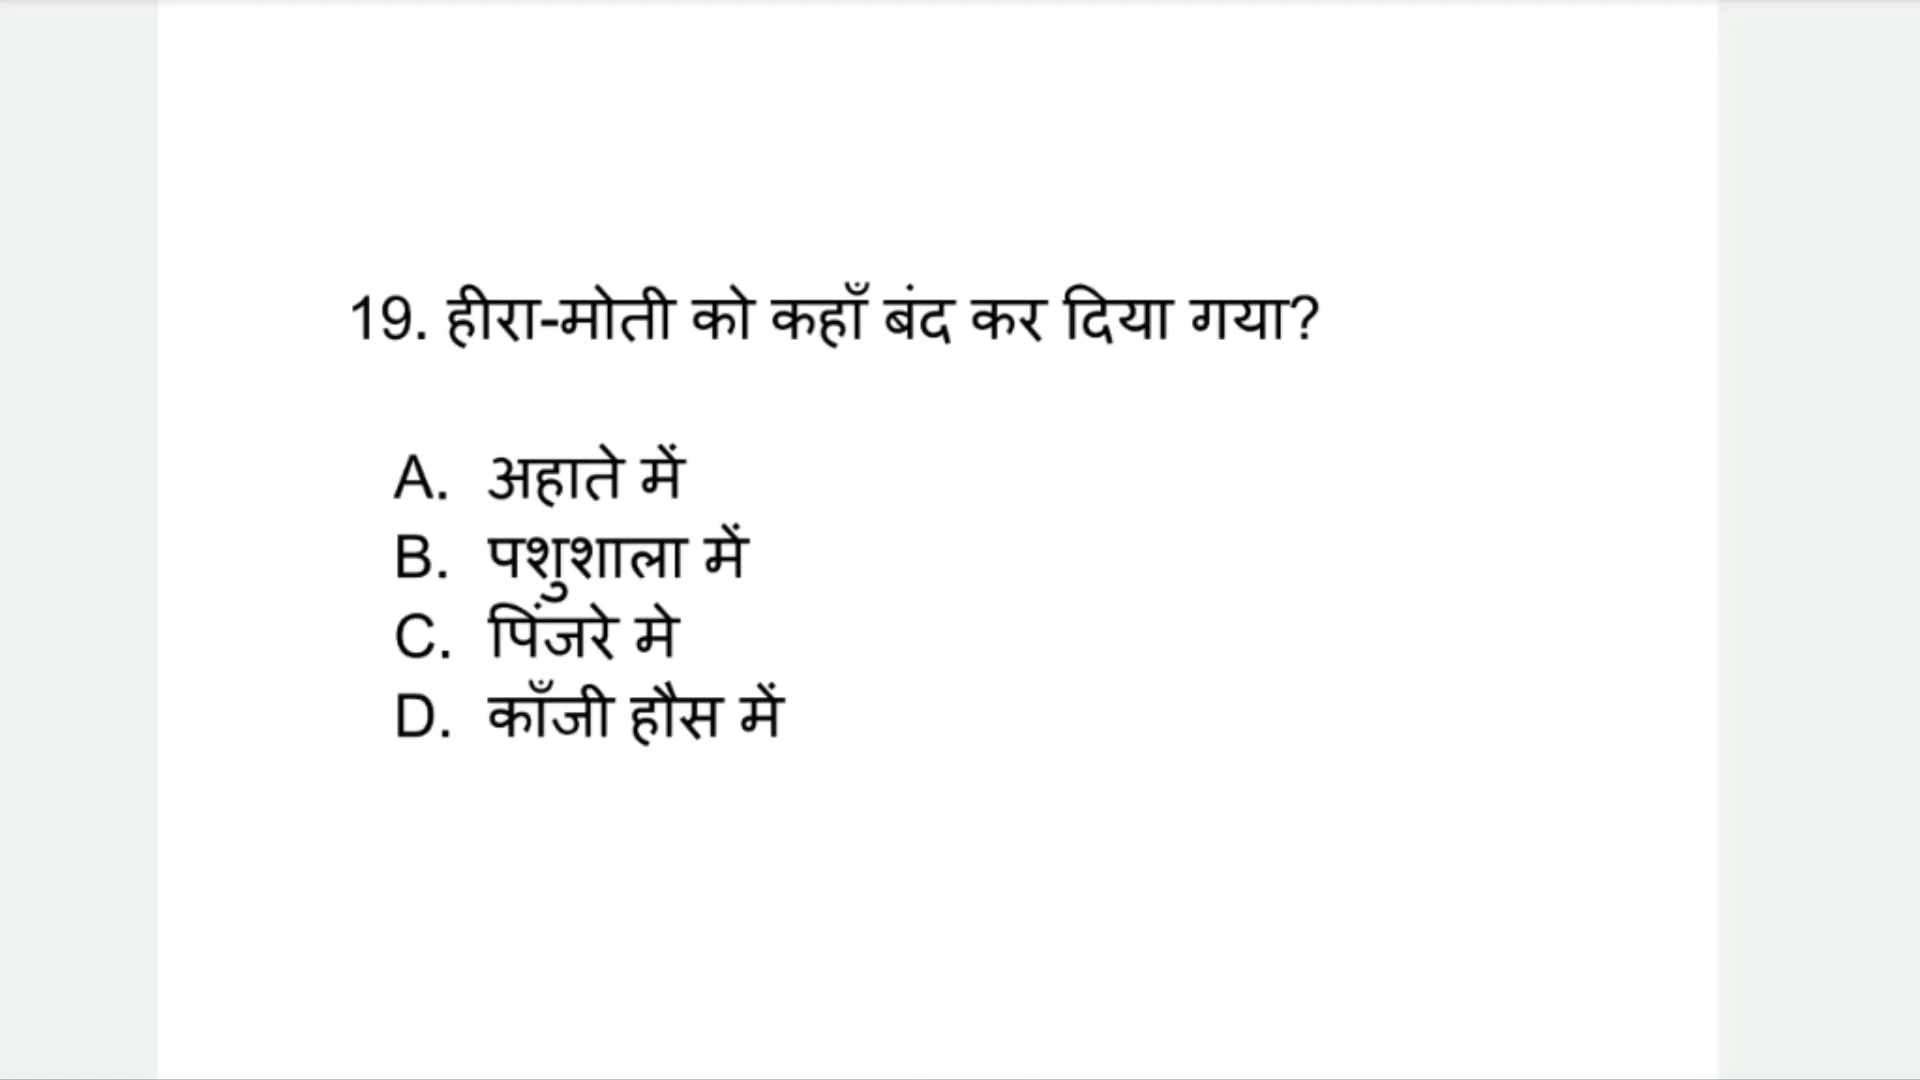 19. हीरा-मोती को कहाँ बंद कर दिया गया?
A. अहाते में
B. पशुशाला में
C. पिंजरे मे
D. काँजी हौस में